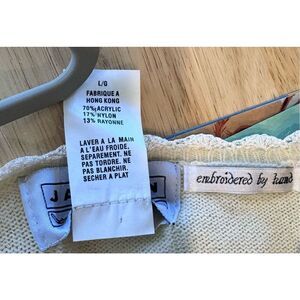 L/G
FABRIQUE A
HONG KONG
70% ACRYLIC
17% NYLON
13% RAYONNE
LAVER A LA MAIN
A L'EAU FROIDE.
SEPAREMENT. NE
PAS TORDRE. NE
PAS BLANCHIR.
SECHER A PLAT
embroidered by hand